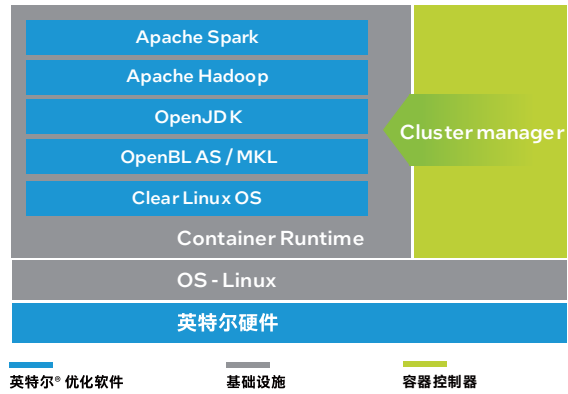 Apache Spark
Apache Hadoop
OpenJDK
OpenBLAS / MKL
Clear Linux OS
Cluster manager
Container Runtime
OS - Linux
英特尔硬件
英特尔® 优化软件
基础设施
容器控制器